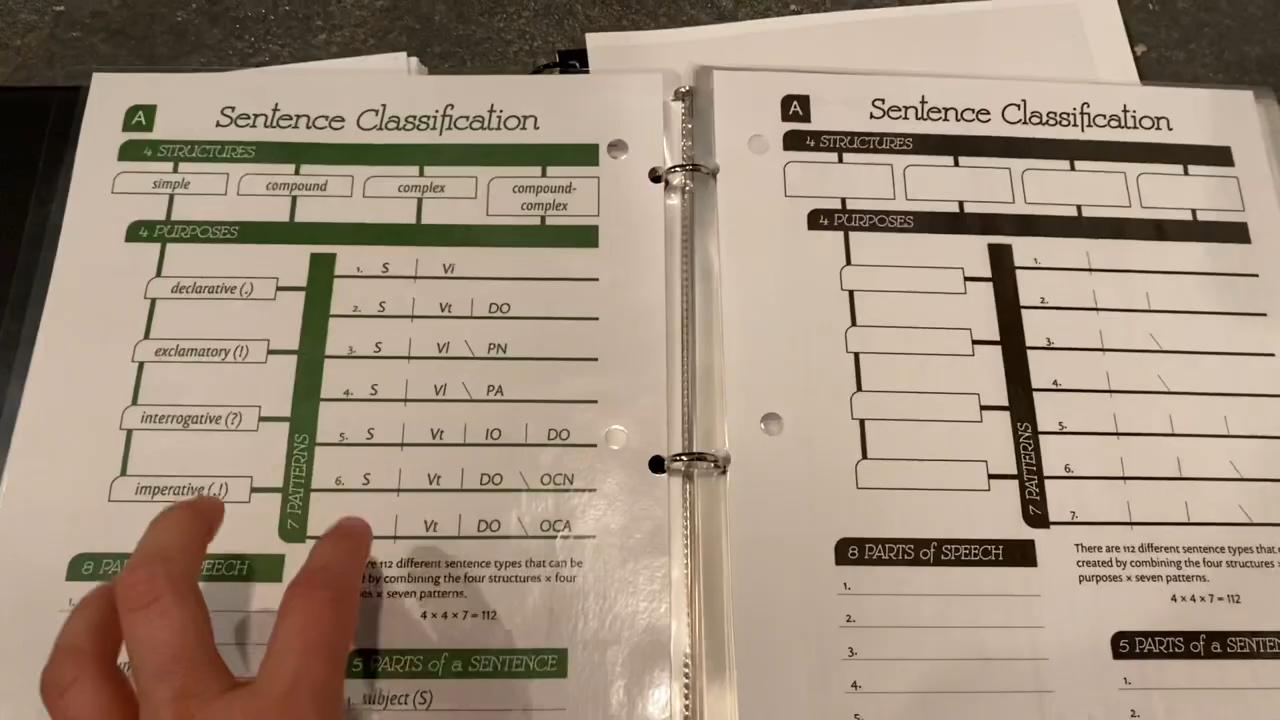 A Sentence Classification
4 STRUCTURES
simple compound complex compound-
complex
4 PURPOSES
declarative (.)
exclamatory (!)
interrogative (?)
imperative (.!)
7 PATTERNS
1. S Vi
2. S Vt DO
3. S Vl \ PN
4. S Vl \ PA
5. S Vt IO DO
6. S Vt DO \ OCN
Vt DO \ OCA
8 PA EECH
1.
112 different sentence types that can be
by combining the four structures x four
x seven patterns.
4 x 4 x 7 = 112
5 PARTS of a SENTENCE
1. subject (S)
A Sentence Classification
4 STRUCTURES
4 PURPOSES
7 PATTERNS
1.
2.
3. \
4. \
5.
6. \
7. \
8 PARTS of SPEECH
1.
2.
3.
4.
5.
There are 112 different sentence types that
created by combining the four structures
purposes x seven patterns.
4 x 4 x 7 = 112
5 PARTS of a SENTE
1.
2.